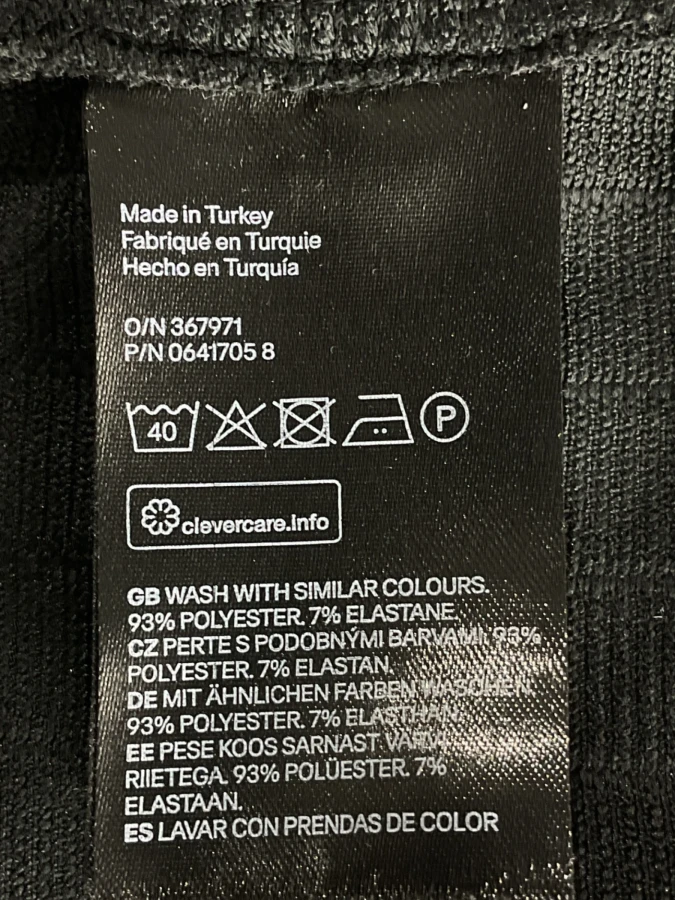 Made in Turkey
Fabriqué en Turquie
Hecho en Turquía
O/N 367971
P/N 0641705 8
40
P
clevercare.info
GB WASH WITH SIMILAR COLOURS.
93% POLYESTER. 7% ELASTANE.
CZ PERTE S PODOBNÝMI BARVAMI. 93%
POLYESTER. 7% ELASTAN.
DE MIT ÄHNLICHEN FARBEN WASCHEN.
93% POLYESTER. 7% ELASTHAN.
EE PESE KOOS SARNAST
RIIETEGA. 93% POLÜESTER. 7%
ELASTAAN.
ES LAVAR CON PRENDAS DE COLOR